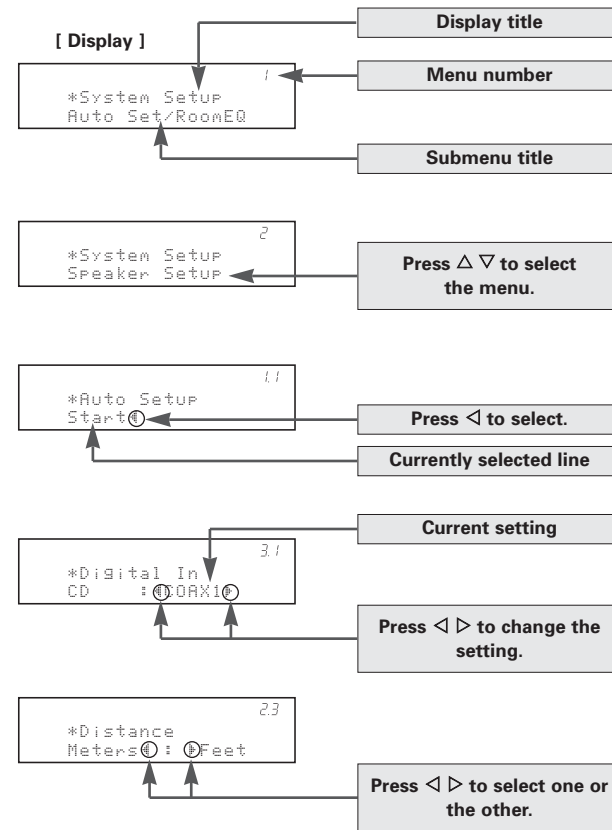 Display title
[ Display ]
1
Menu number
*System Setup
Auto Set/RoomEQ
Submenu title
2
*System Setup
Speaker Setup
Press △ ▽ to select
the menu.
1.1
*Auto Setup
Start◀
Press ◁ to select.
Currently selected line
Current setting
3.1
*Digital In
CD : ◀COAX1▶
Press ◁ ▷ to change the
setting.
2.3
*Distance
Meters◀ : ▶Feet
Press ◁ ▷ to select one or
the other.